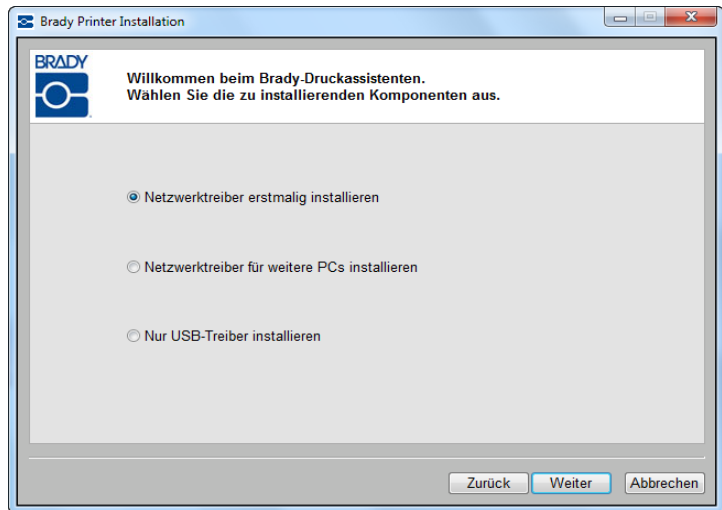 Brady Printer Installation
BRADY
Willkommen beim Brady-Druckassistenten.
Wählen Sie die zu installierenden Komponenten aus.
Netzwerktreiber erstmalig installieren
Netzwerktreiber für weitere PCs installieren
Nur USB-Treiber installieren
Zurück Weiter Abbrechen